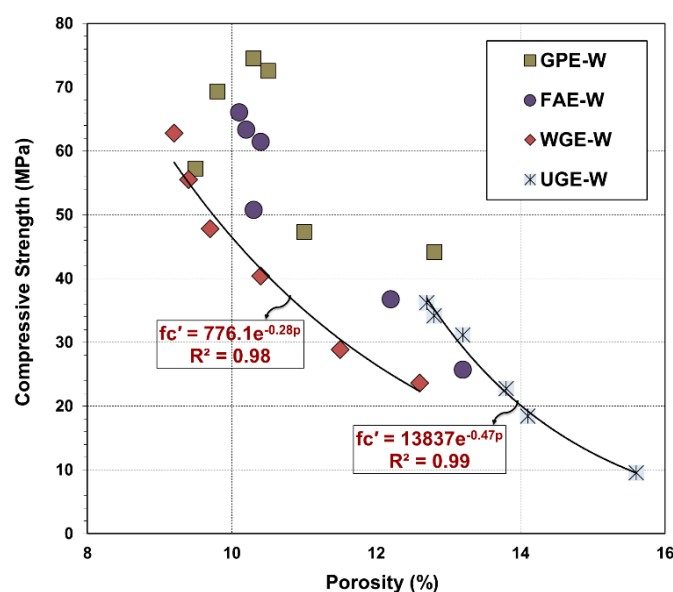 80
70
60
50
40
30
20
10
0
8
10
12
14
16
Compressive Strength (MPa)
Porosity (%)
GPE-W
FAE-W
WGE-W
UGE-W
fc′ = 776.1e^-0.28p
R² = 0.98
fc′ = 13837e^-0.47p
R² = 0.99